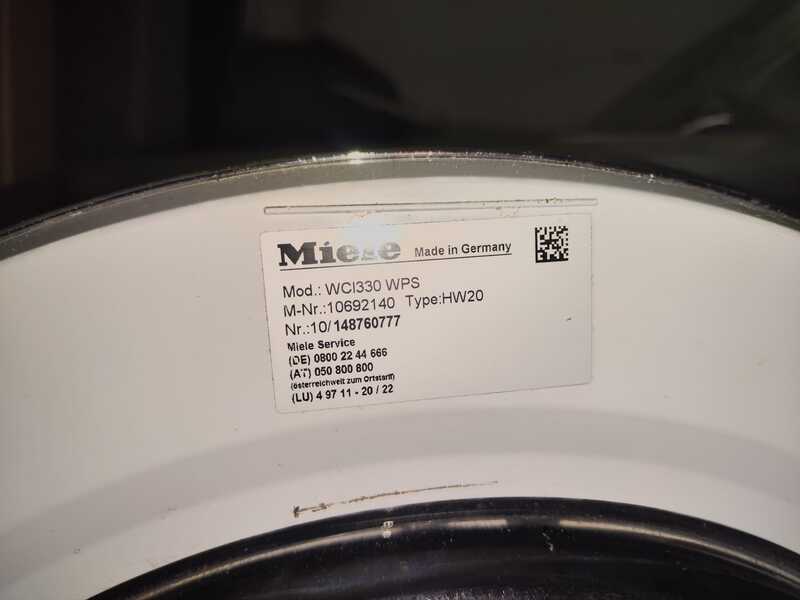 Miele Made in Germany
Mod.: WCI330 WPS
M-Nr.:10692140 Type:HW20
Nr.:10/148760777
Miele Service
(DE) 0800 22 44 666
(AT) 050 800 800
(österreichweit zum Ortstarif)
(LU) 4 97 11 - 20 / 22